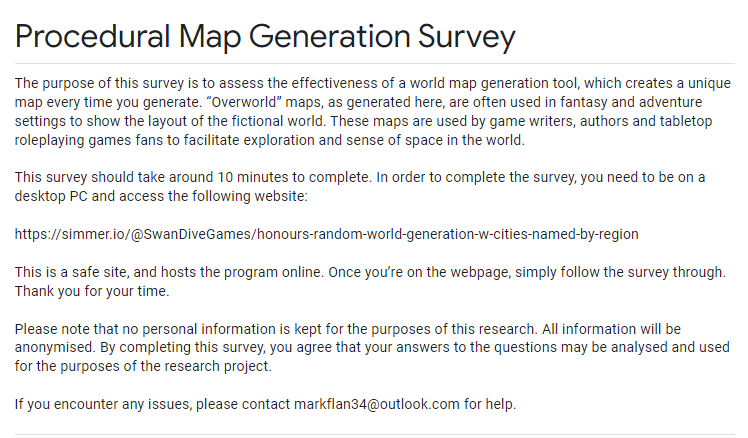 Procedural Map Generation Survey
The purpose of this survey is to assess the effectiveness of a world map generation tool, which creates a unique
map every time you generate. “Overworld” maps, as generated here, are often used in fantasy and adventure
settings to show the layout of the fictional world. These maps are used by game writers, authors and tabletop
roleplaying games fans to facilitate exploration and sense of space in the world.
This survey should take around 10 minutes to complete. In order to complete the survey, you need to be on a
desktop PC and access the following website:
https://simmer.io/@SwanDiveGames/honours-random-world-generation-w-cities-named-by-region
This is a safe site, and hosts the program online. Once you’re on the webpage, simply follow the survey through.
Thank you for your time.
Please note that no personal information is kept for the purposes of this research. All information will be
anonymised. By completing this survey, you agree that your answers to the questions may be analysed and used
for the purposes of the research project.
If you encounter any issues, please contact markflan34@outlook.com for help.